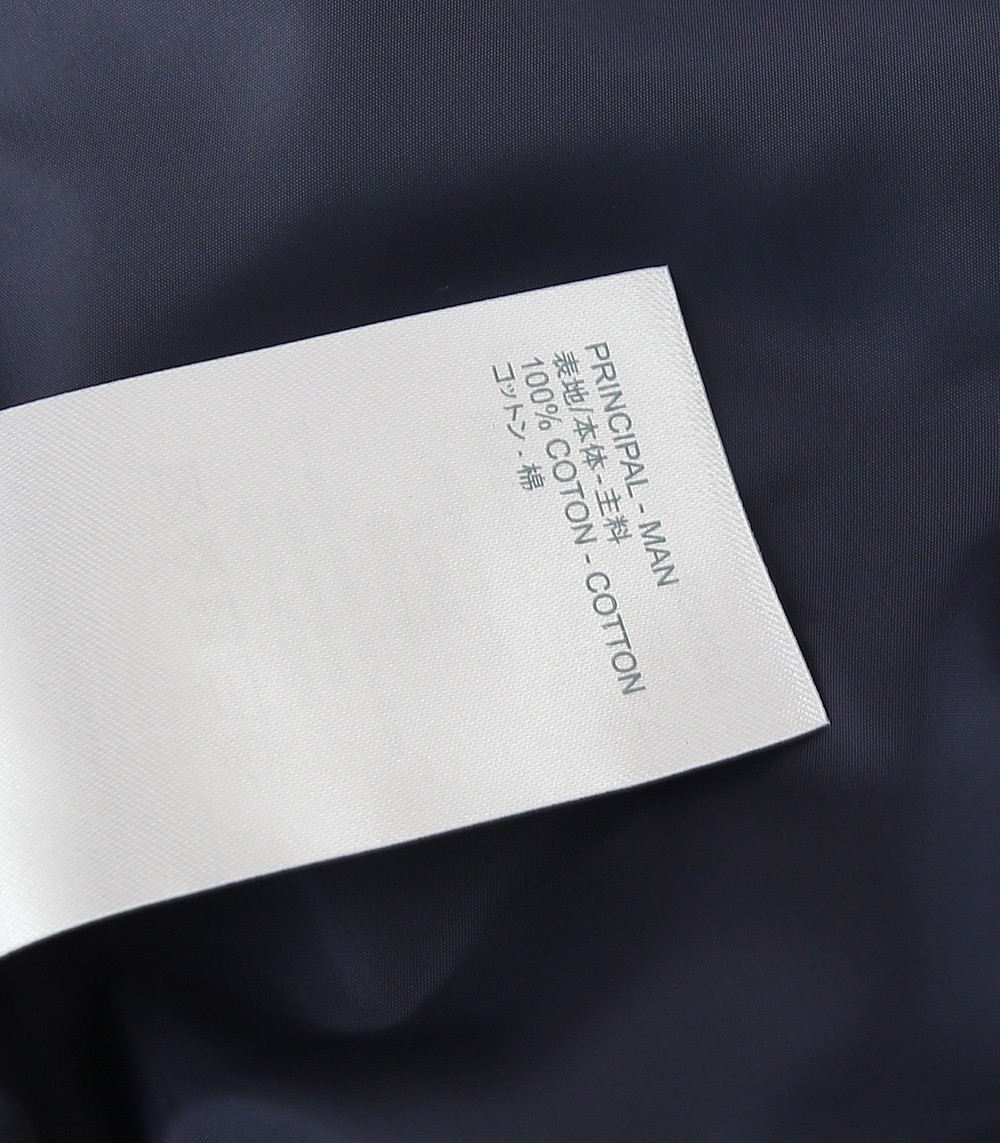 PRINCIPAL - MAN
表地/本体 - 主料
100% COTON - COTTON
コットン - 棉